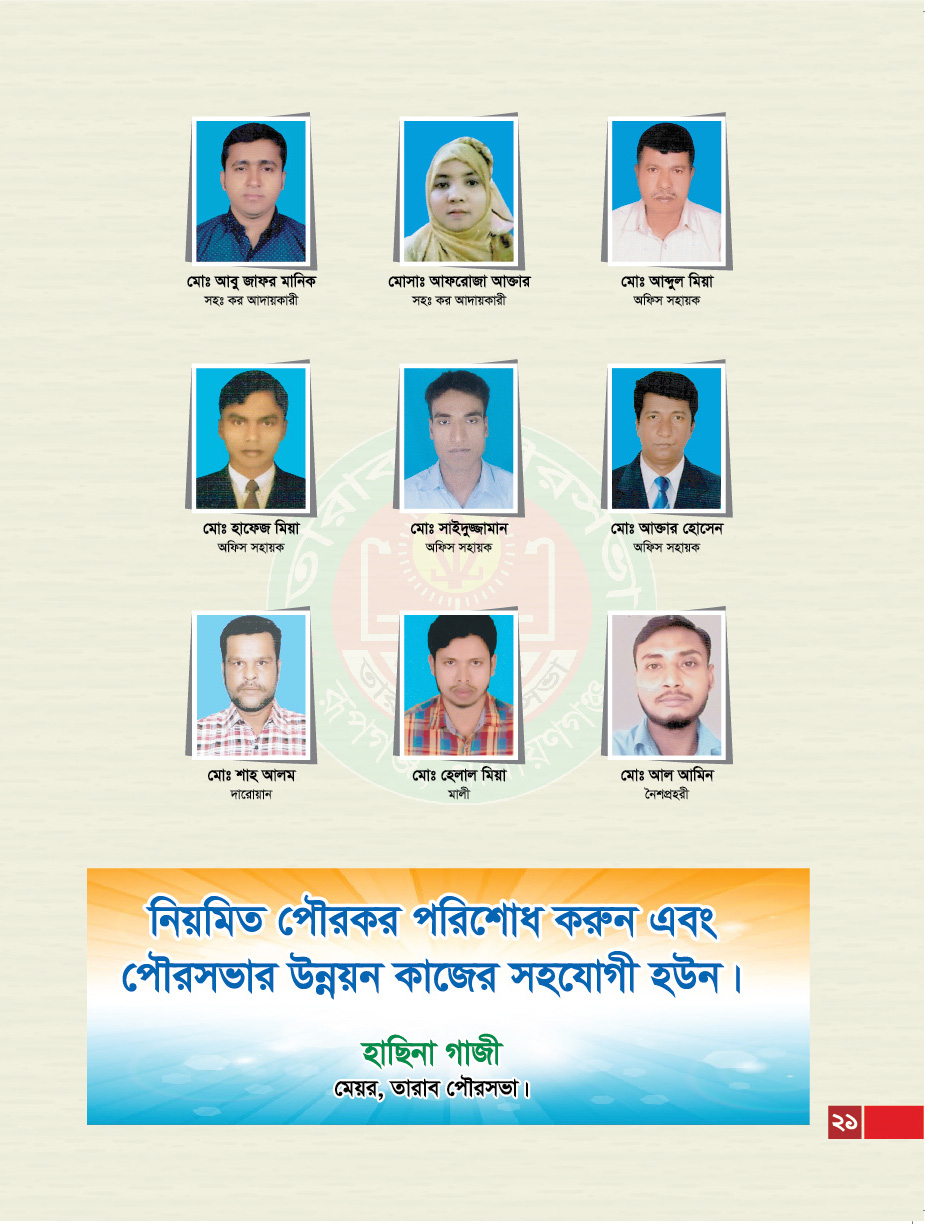 মোঃ আবু জাফর মানিক
সহঃ কর আদায়কারী
মোসাঃ আফরোজা আক্তার
সহঃ কর আদায়কারী
মোঃ আব্দুল মিয়া
অফিস সহায়ক
মোঃ হাফেজ মিয়া
অফিস সহায়ক
মোঃ সাইদুজ্জামান
অফিস সহায়ক
মোঃ আক্তার হোসেন
অফিস সহায়ক
মোঃ শাহ আলম
দারোয়ান
মোঃ হেলাল মিয়া
মালী
মোঃ আল আমিন
নৈশপ্রহরী
নিয়মিত পৌরকর পরিশোধ করুন এবং
পৌরসভার উন্নয়ন কাজের সহযোগী হউন।
হাছিনা গাজী
মেয়র, তারাব পৌরসভা।
২১